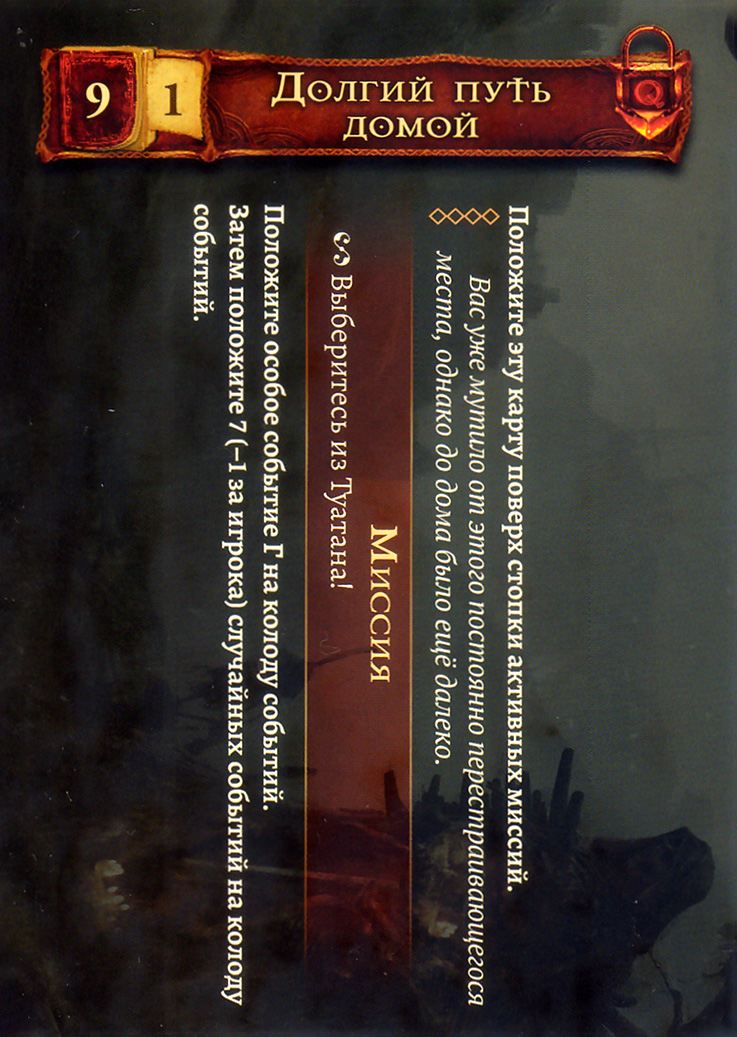 9
1
Долгий путь
домой
Q
Положите эту карту поверх стопки активных миссий.
Вас уже мутило от этого постоянно перестраивающегося
места, однако до дома было ещё далеко.
Миссия
Выберитесь из Туатана!
Положите особое событие Г на колоду событий.
Затем положите 7 (–1 за игрока) случайных событий на колоду
событий.